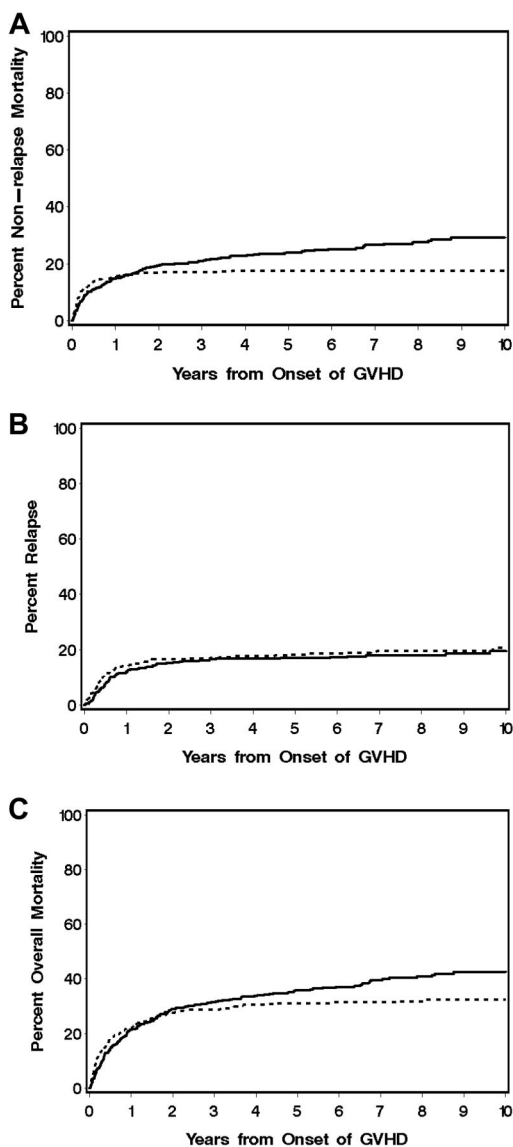 A
Percent Non-relapse Mortality
100
80
60
40
20
0
0 1 2 3 4 5 6 7 8 9 10
Years from Onset of GVHD
B
Percent Relapse
100
80
60
40
20
0
0 1 2 3 4 5 6 7 8 9 10
Years from Onset of GVHD
C
Percent Overall Mortality
100
80
60
40
20
0
0 1 2 3 4 5 6 7 8 9 10
Years from Onset of GVHD